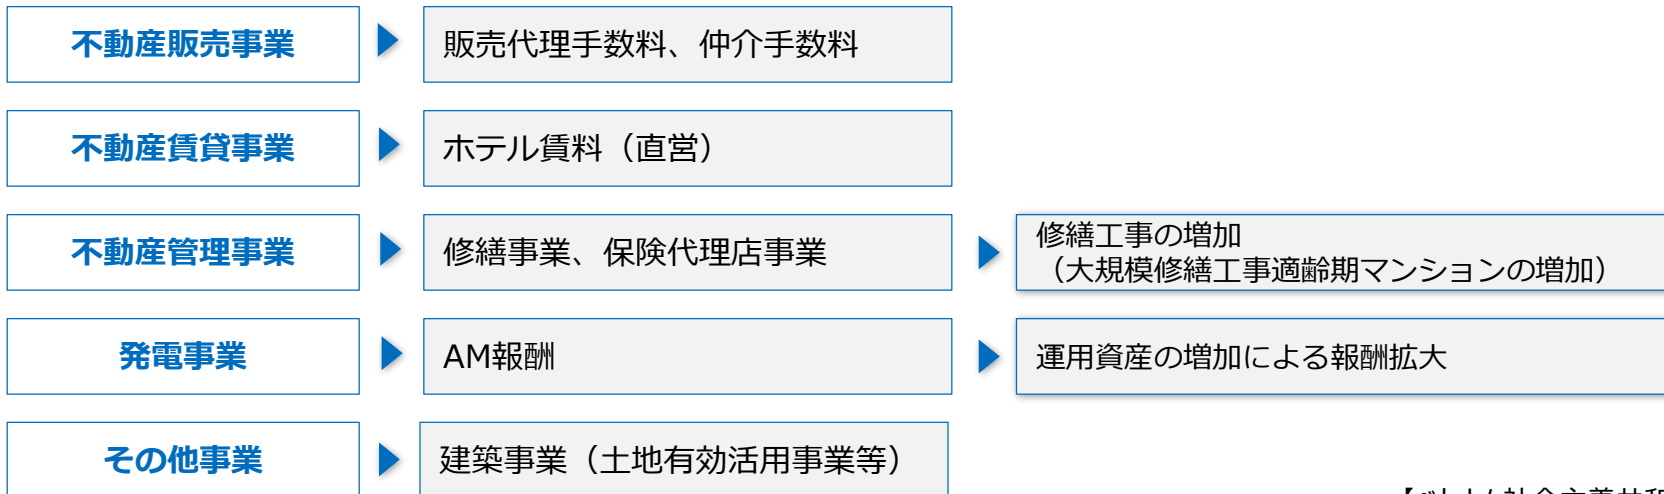 不動産販売事業
販売代理手数料、仲介手数料
不動産賃貸事業
ホテル賃料（直営）
不動産管理事業
修繕事業、保険代理店事業
修繕工事の増加
（大規模修繕工事適齢期マンションの増加）
発電事業
AM報酬
運用資産の増加による報酬拡大
その他事業
建築事業（土地有効活用事業等）